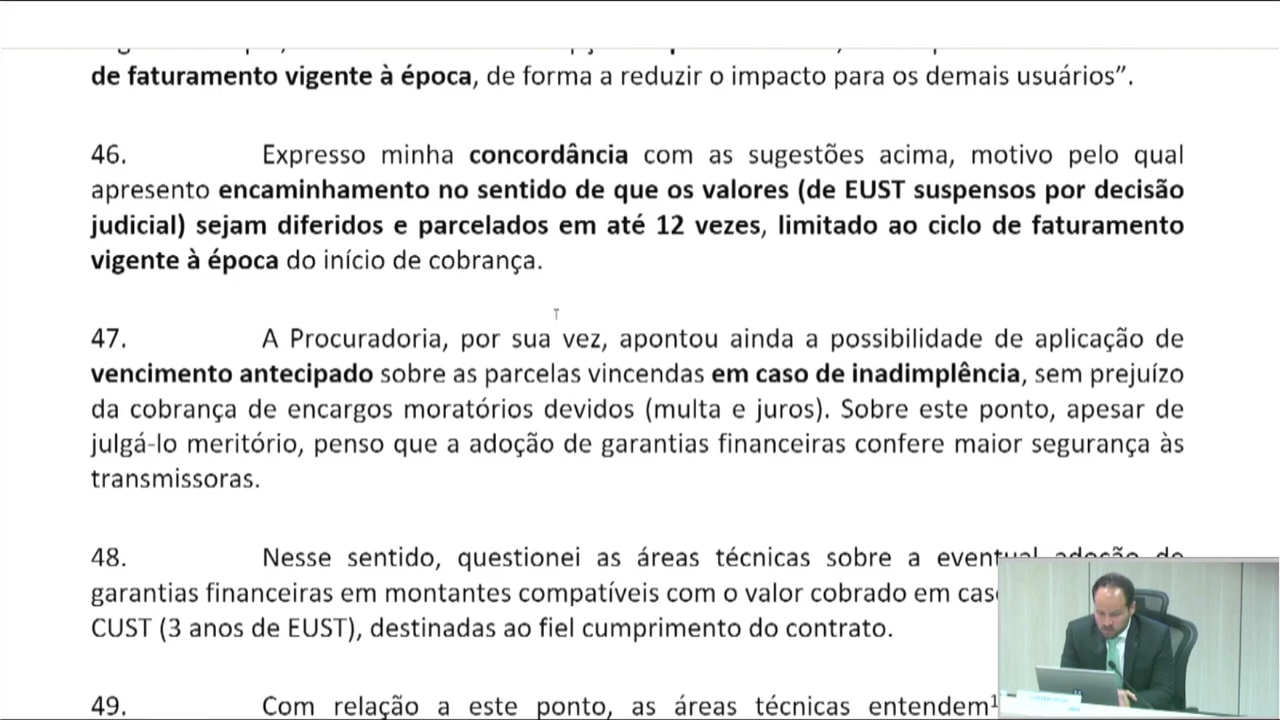 de faturamento vigente à época, de forma a reduzir o impacto para os demais usuários”.
46. Expresso minha concordância com as sugestões acima, motivo pelo qual
apresento encaminhamento no sentido de que os valores (de EUST suspensos por decisão
judicial) sejam diferidos e parcelados em até 12 vezes, limitado ao ciclo de faturamento
vigente à época do início de cobrança.
47. A Procuradoria, por sua vez, apontou ainda a possibilidade de aplicação de
vencimento antecipado sobre as parcelas vincendas em caso de inadimplência, sem prejuízo
da cobrança de encargos moratórios devidos (multa e juros). Sobre este ponto, apesar de
julgá-lo meritório, penso que a adoção de garantias financeiras confere maior segurança às
transmissoras.
48. Nesse sentido, questionei as áreas técnicas sobre a eventual adoção de
garantias financeiras em montantes compatíveis com o valor cobrado em cas
CUST (3 anos de EUST), destinadas ao fiel cumprimento do contrato.
49. Com relação a este ponto, as áreas técnicas entendem¹